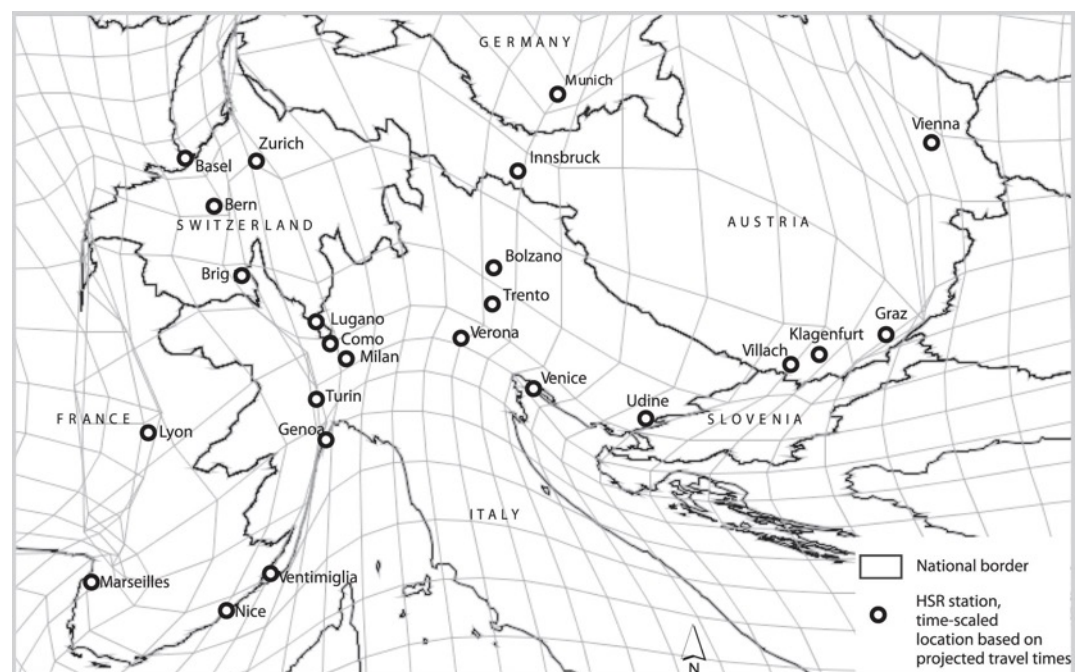 GERMANY
Munich
Vienna
Zurich
Basel
Innsbruck
Bern
SWITZERLAND
AUSTRIA
Bolzano
Brig
Trento
Lugano
Graz
Como
Verona
Klagenfurt
Milan
Villach
Venice
Turin
Udine
FRANCE
SLOVENIA
Lyon
Genoa
ITALY
National border
Ventimiglia
Marseilles
HSR station,
time-scaled
location based on
projected travel times
Nice
N